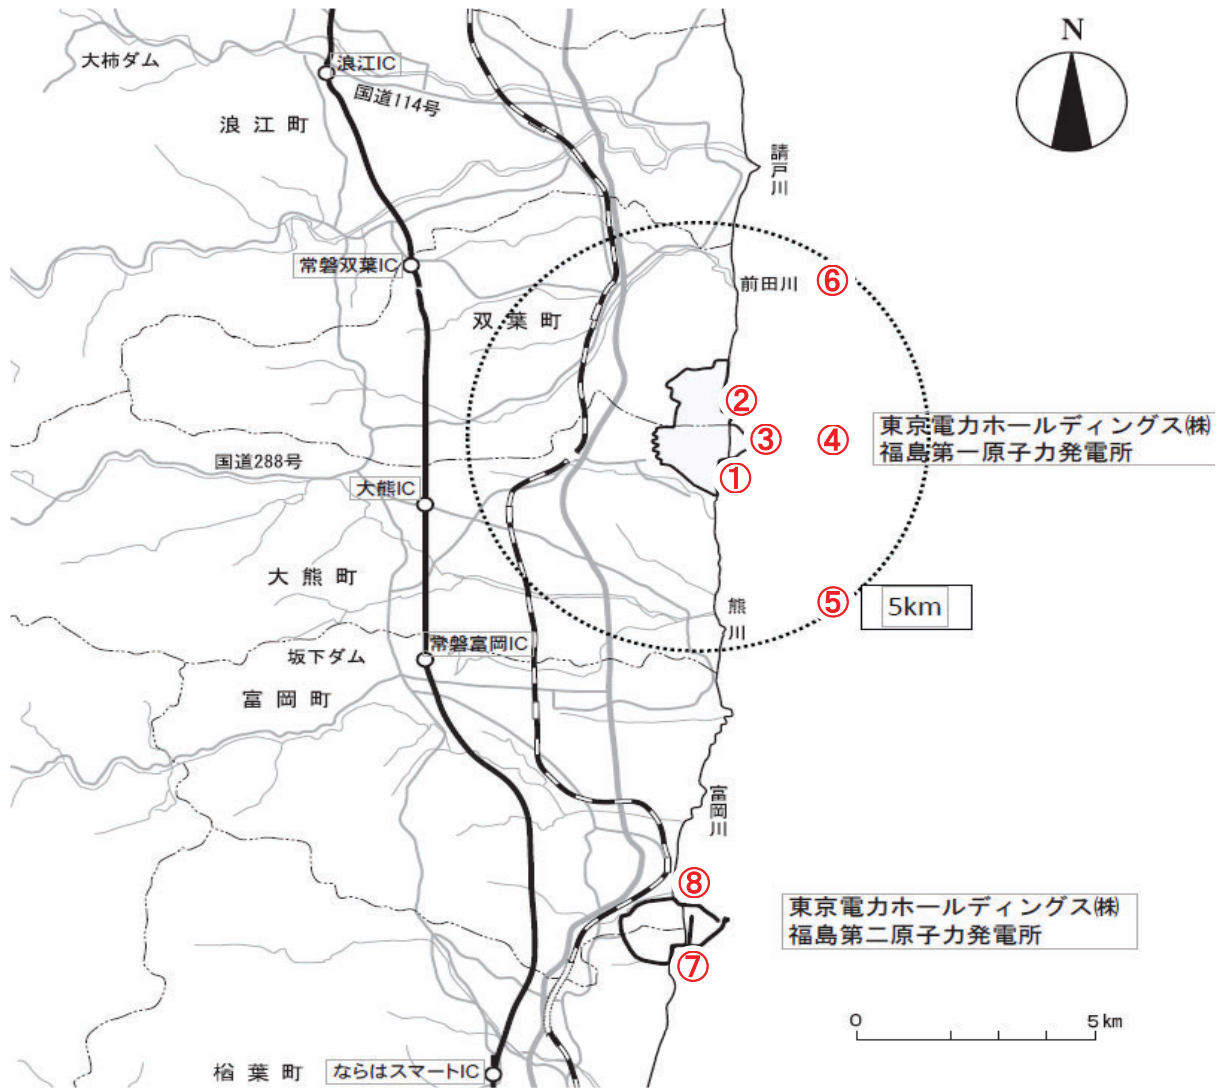 N
大柿ダム
浪江IC
国道114号
浪江町
請戸川
常磐双葉IC
前田川
⑥
双葉町
②
③
④
東京電力ホールディングス㈱
福島第一原子力発電所
国道288号
①
大熊IC
大熊町
⑤
5km
熊川
常磐富岡IC
坂下ダム
富岡町
富岡川
⑧
東京電力ホールディングス㈱
福島第二原子力発電所
⑦
0 5km
楢葉町
ならはスマートIC